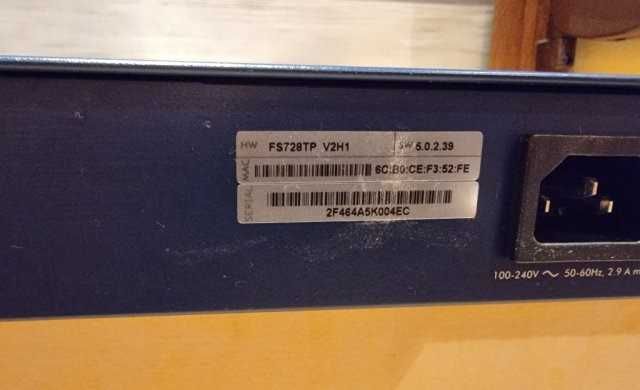 HW FS728TP V2H1 SW 5.0.2.39
MAC 6C:B0:CE:F3:52:FE
SERIAL 2F464A5K004EC
100-240V ~ 50-60Hz, 2.9 A m